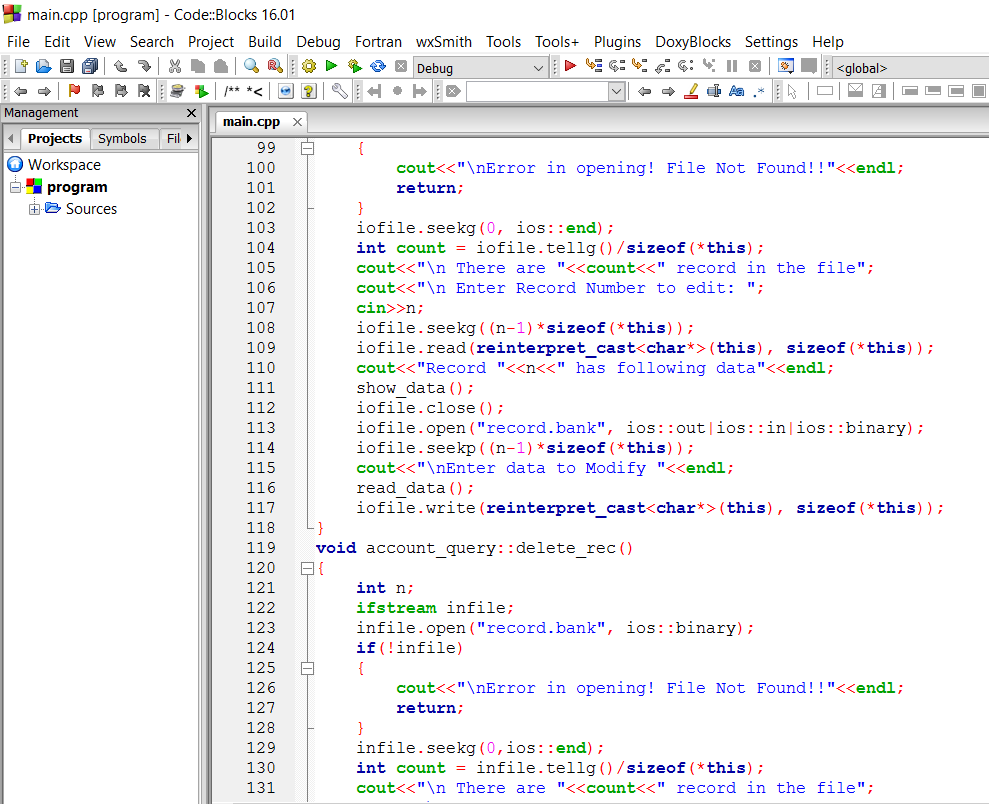 main.cpp [program] - Code::Blocks 16.01
File Edit View Search Project Build Debug Fortran wxSmith Tools Tools+ Plugins DoxyBlocks Settings Help
Debug
<global>
/** *<
Aa .*
Management
main.cpp
Projects Symbols Fil
Workspace
program
Sources
99 {
100 cout<<"\nError in opening! File Not Found!!"<<endl;
101 return;
102 }
103 iofile.seekg(0, ios::end);
104 int count = iofile.tellg()/sizeof(*this);
105 cout<<"\n There are "<<count<<" record in the file";
106 cout<<"\n Enter Record Number to edit: ";
107 cin>>n;
108 iofile.seekg((n-1)*sizeof(*this));
109 iofile.read(reinterpret_cast<char*>(this), sizeof(*this));
110 cout<<"Record "<<n<<" has following data"<<endl;
111 show_data();
112 iofile.close();
113 iofile.open("record.bank", ios::out|ios::in|ios::binary);
114 iofile.seekp((n-1)*sizeof(*this));
115 cout<<"\nEnter data to Modify "<<endl;
116 read_data();
117 iofile.write(reinterpret_cast<char*>(this), sizeof(*this));
118 }
119 void account_query::delete_rec()
120 {
121 int n;
122 ifstream infile;
123 infile.open("record.bank", ios::binary);
124 if(!infile)
125 {
126 cout<<"\nError in opening! File Not Found!!"<<endl;
127 return;
128 }
129 infile.seekg(0,ios::end);
130 int count = infile.tellg()/sizeof(*this);
131 cout<<"\n There are "<<count<<" record in the file";